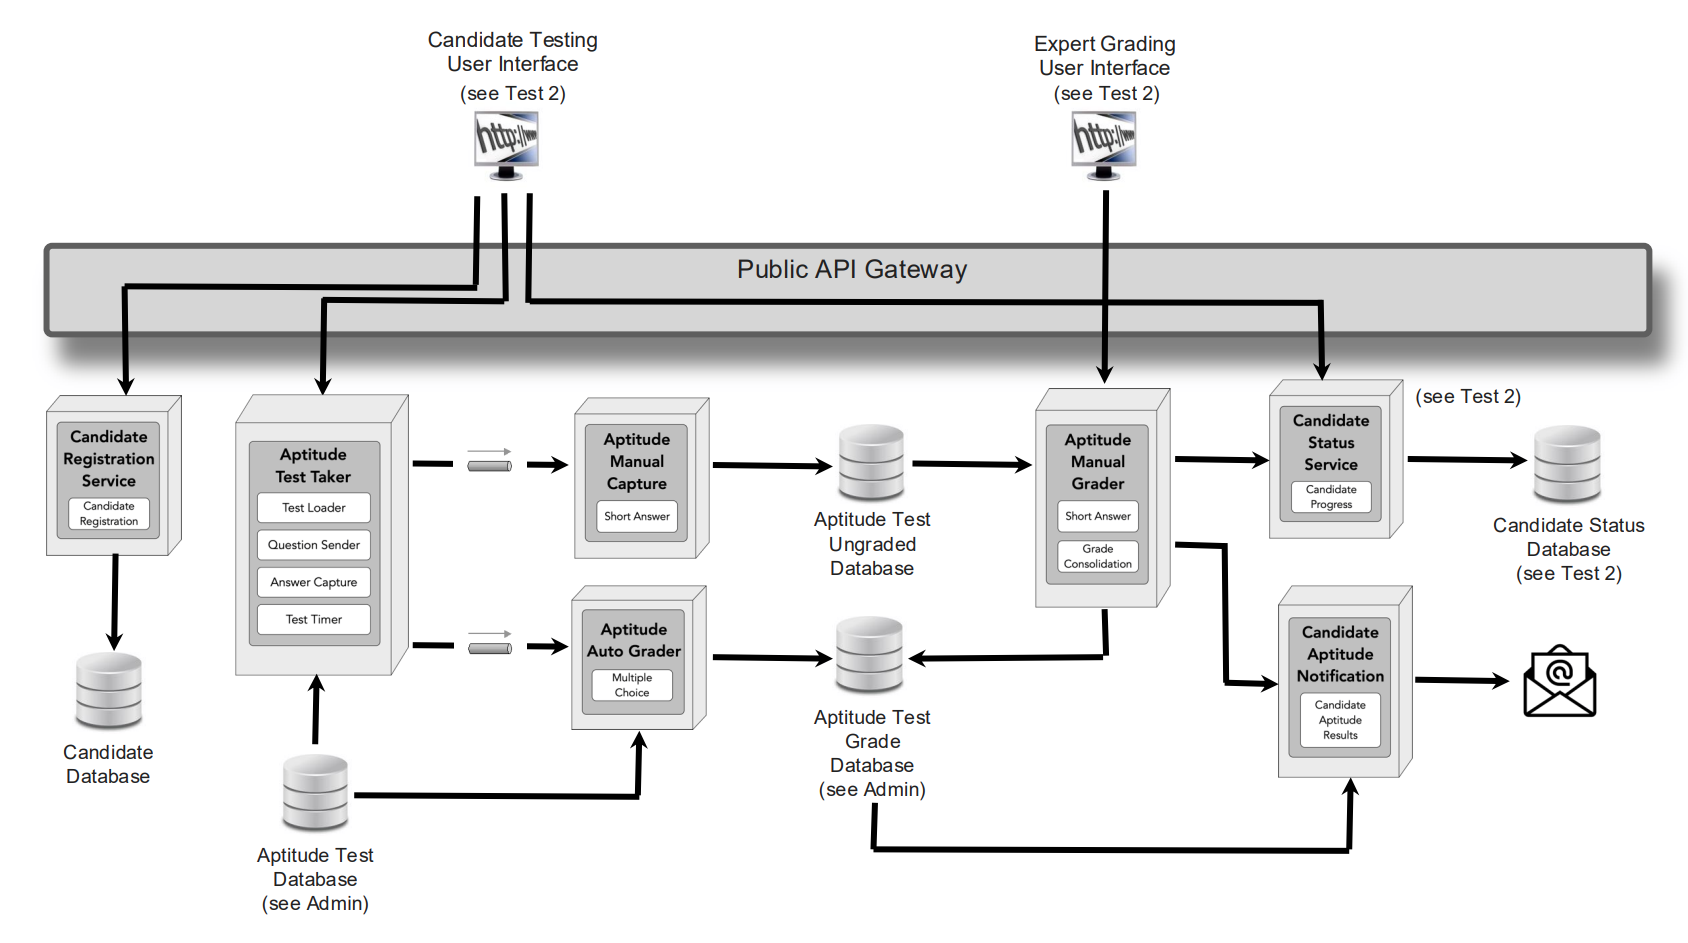 Candidate Testing
User Interface
(see Test 2)
http://www
Expert Grading
User Interface
(see Test 2)
http://www
Public API Gateway
Candidate
Registration
Service
Candidate
Registration
Candidate
Database
Aptitude
Test Taker
Test Loader
Question Sender
Answer Capture
Test Timer
Aptitude Test
Database
(see Admin)
Aptitude
Manual
Capture
Short Answer
Aptitude
Auto Grader
Multiple
Choice
Aptitude Test
Ungraded
Database
Aptitude Test
Grade
Database
(see Admin)
Aptitude
Manual
Grader
Short Answer
Grade
Consolidation
(see Test 2)
Candidate
Status
Service
Candidate
Progress
Candidate Status
Database
(see Test 2)
Candidate
Aptitude
Notification
Candidate
Aptitude
Results
@